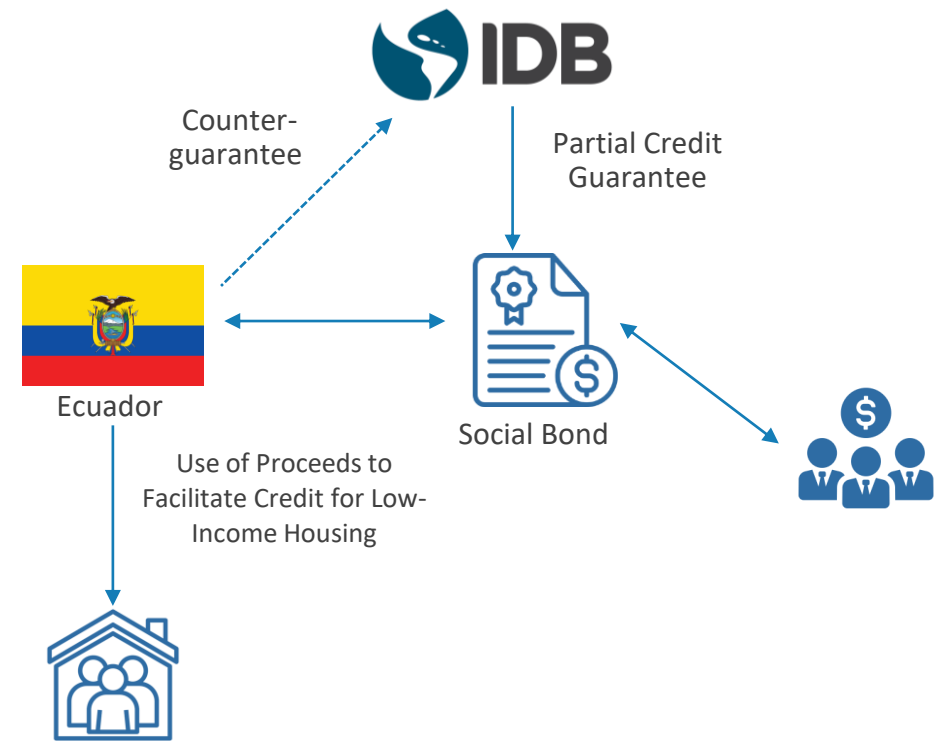 IDB
Counter-
guarantee
Partial Credit
Guarantee
$
$
Ecuador
Social Bond
Use of Proceeds to
Facilitate Credit for Low-
Income Housing